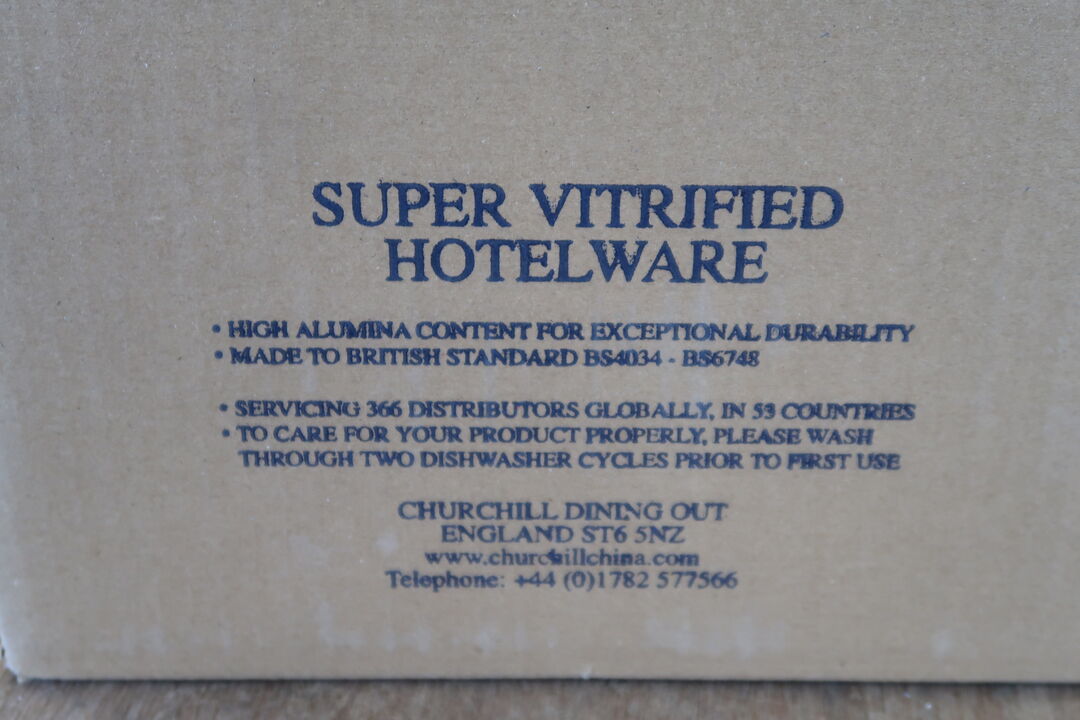 SUPER VITRIFIED
HOTELWARE
• HIGH ALUMINA CONTENT FOR EXCEPTIONAL DURABILITY
• MADE TO BRITISH STANDARD BS4034 - BS6748
• SERVICING 366 DISTRIBUTORS GLOBALLY, IN 53 COUNTRIES
• TO CARE FOR YOUR PRODUCT PROPERLY, PLEASE WASH
THROUGH TWO DISHWASHER CYCLES PRIOR TO FIRST USE
CHURCHILL DINING OUT
ENGLAND ST6 5NZ
www.churchillchina.com
Telephone: +44 (0)1782 577566